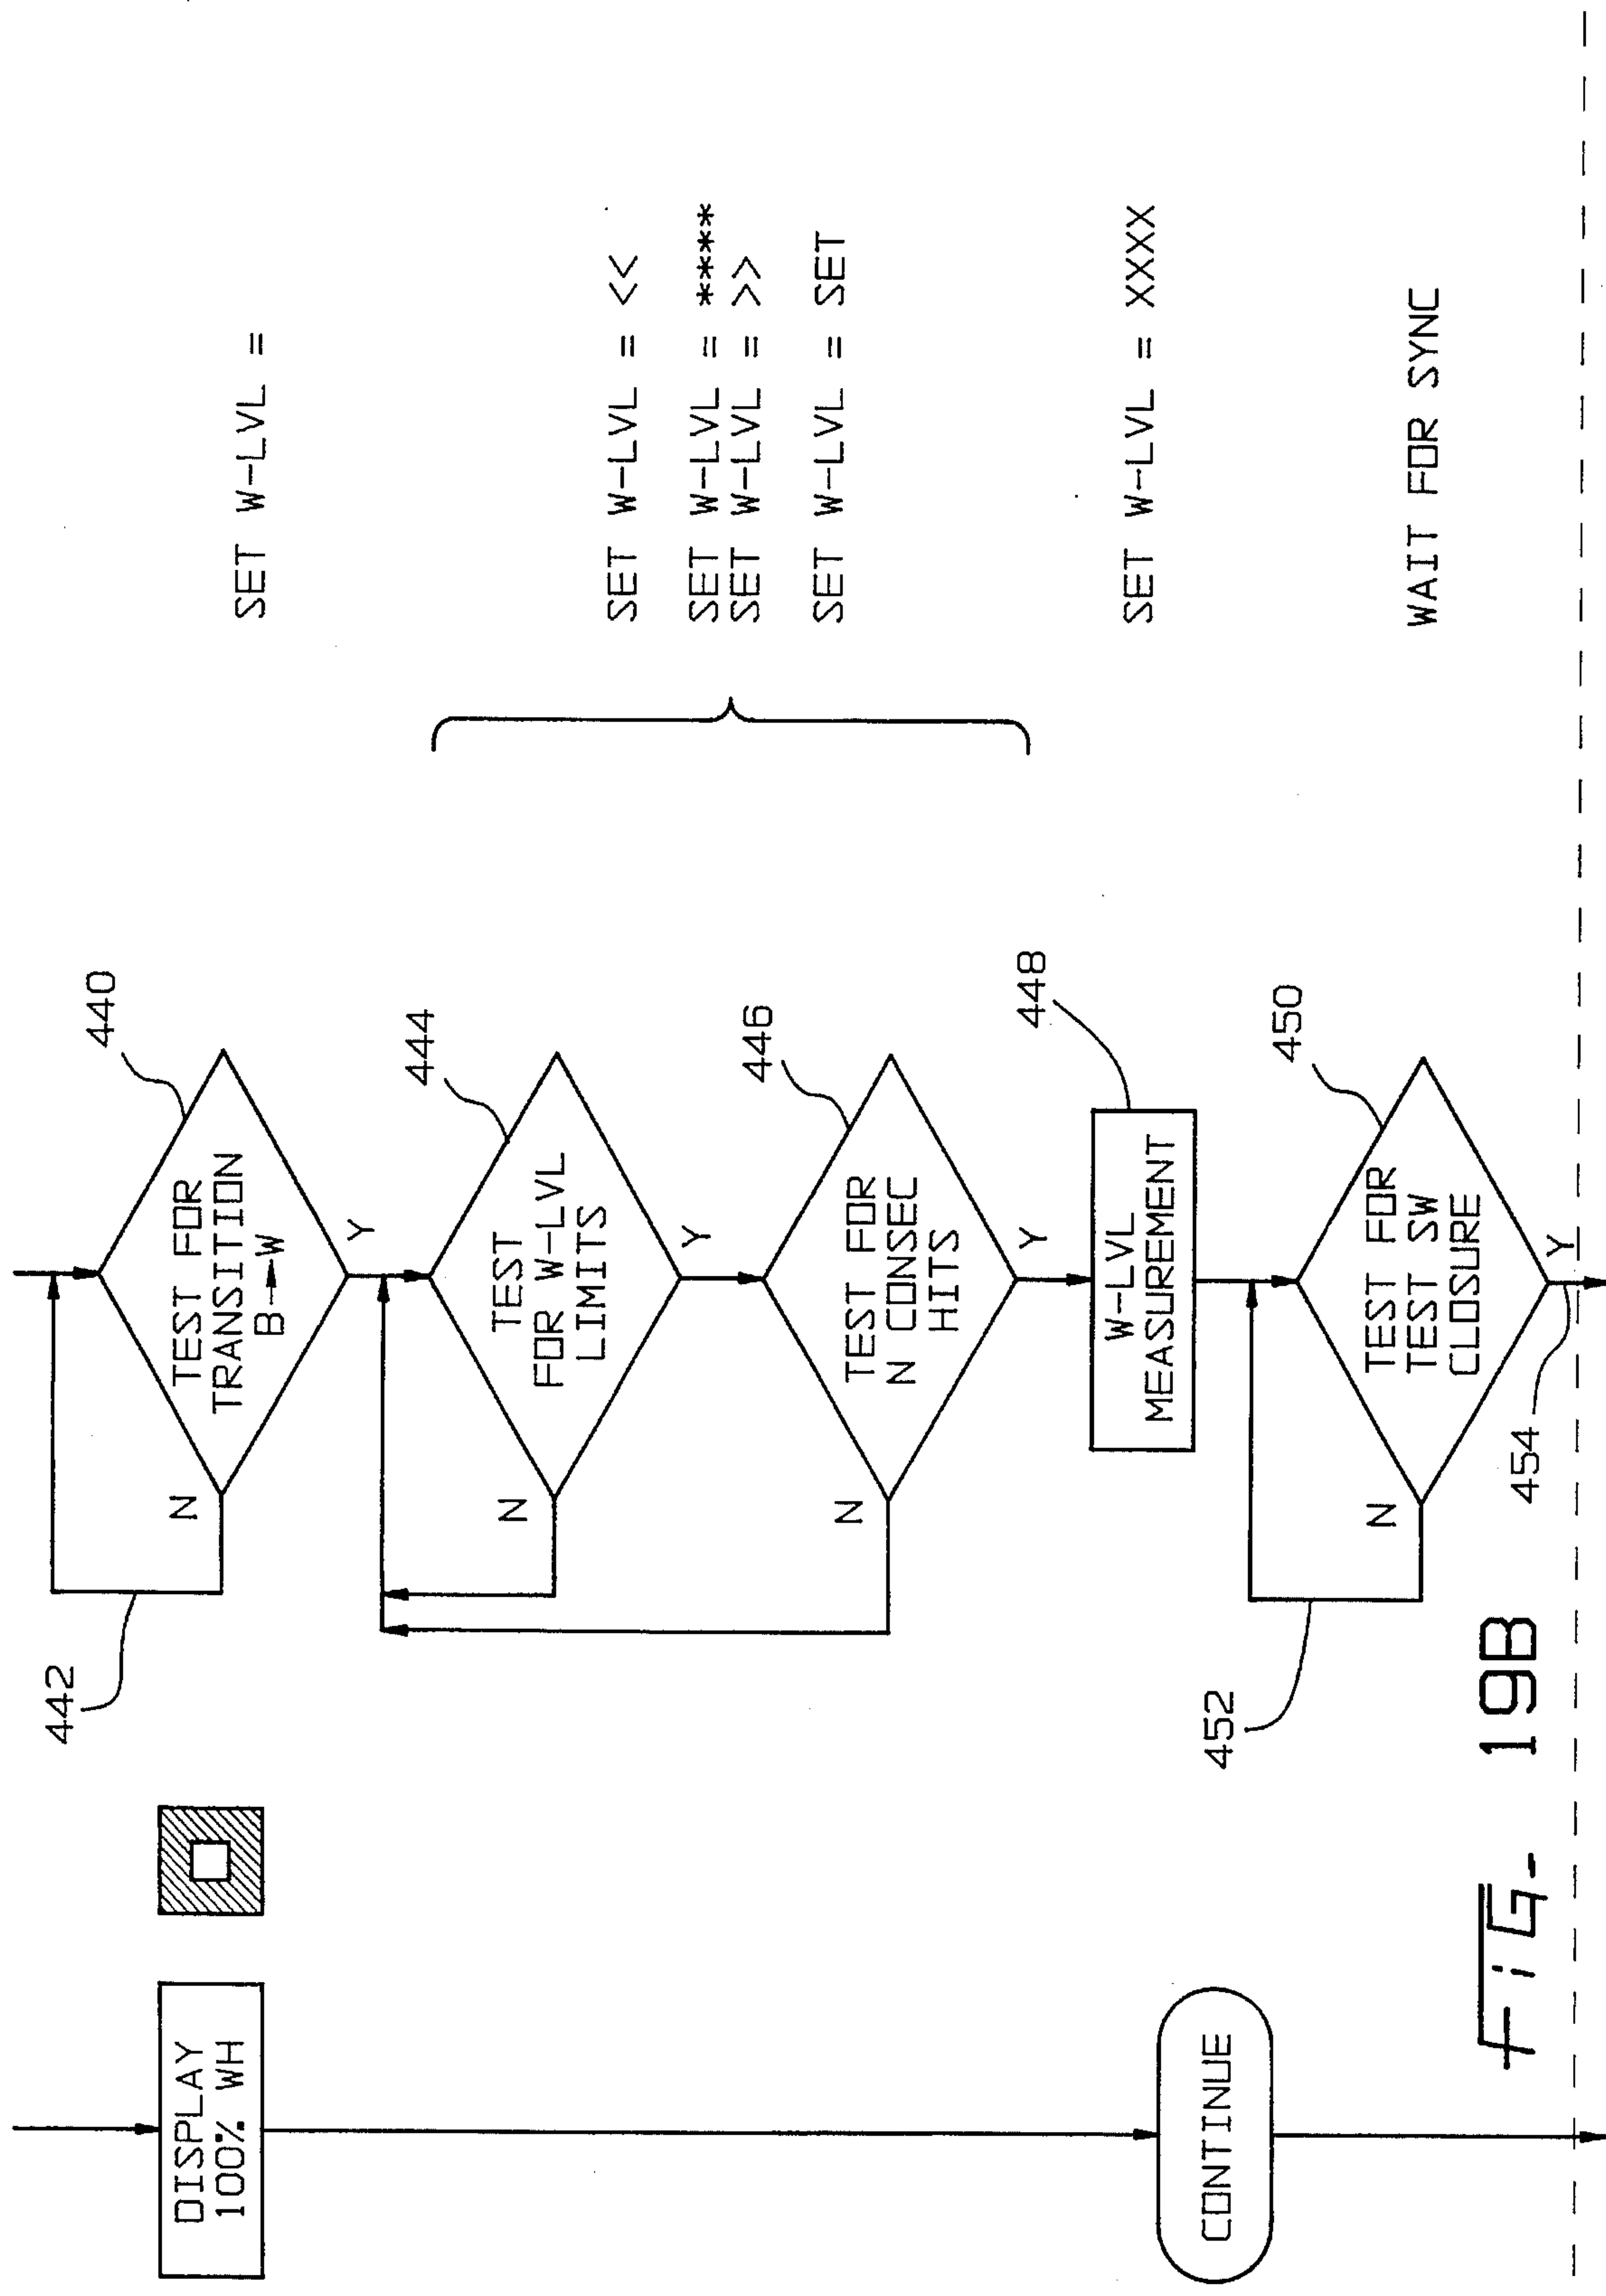 DISPLAY
100% WH
CONTINUE
442
440
TEST FOR
TRANSITION
B→W
N
Y
444
TEST
FOR W-LVL
LIMITS
N
Y
446
TEST FOR
N CONSEC
HITS
N
Y
448
W-LVL
MEASUREMENT
452
450
TEST FOR
TEST SW
CLOSURE
N
Y
454
SET W-LVL =
SET W-LVL = <<
SET W-LVL = ****
SET W-LVL = >>
SET W-LVL = SET
SET W-LVL = XXXX
WAIT FOR SYNC
FiG- 19B